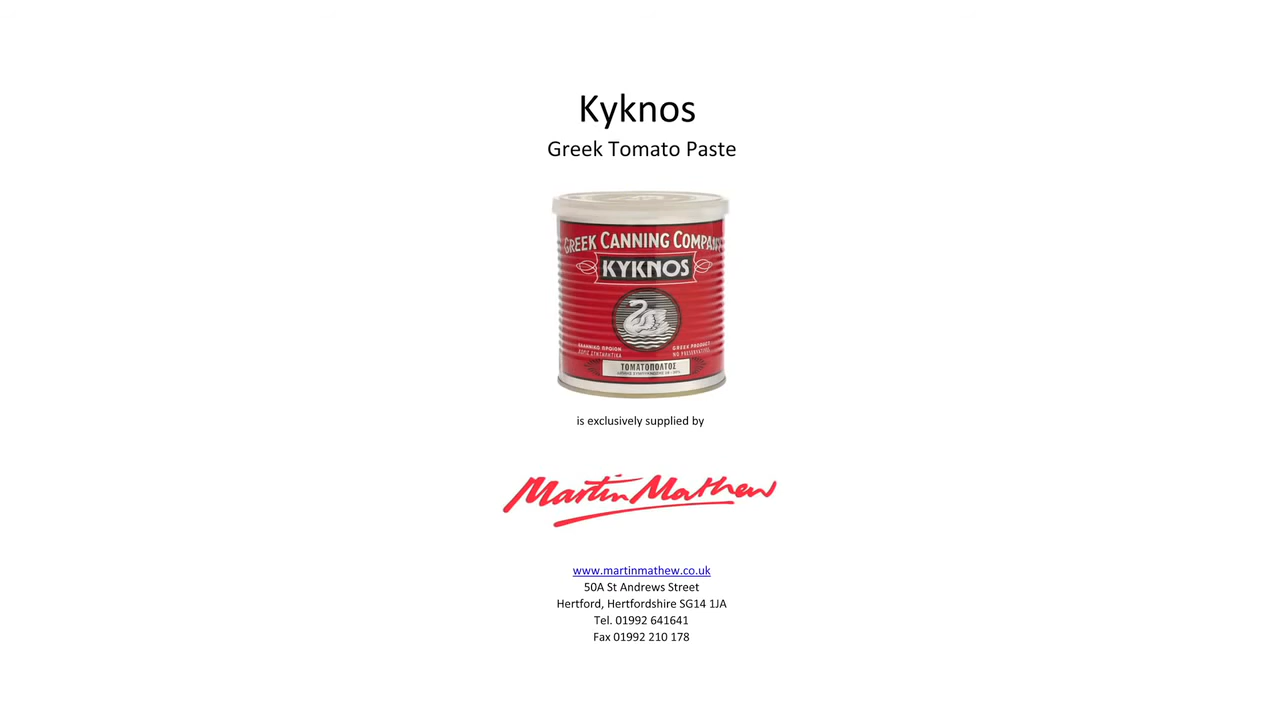 Kyknos
Greek Tomato Paste
GREEK CANNING COMPANY
KYKNOS
ΕΛΛΗΝΙΚΟ ΠΡΟΪΟΝ
ΧΩΡΙΣ ΣΥΝΤΗΡΗΤΙΚΑ
GREEK PRODUCT
NO PRESERVATIVES
ΤΟΜΑΤΟΠΟΛΤΟΣ
is exclusively supplied by
Martin Mathew
www.martinmathew.co.uk
50A St Andrews Street
Hertford, Hertfordshire SG14 1JA
Tel. 01992 641641
Fax 01992 210 178